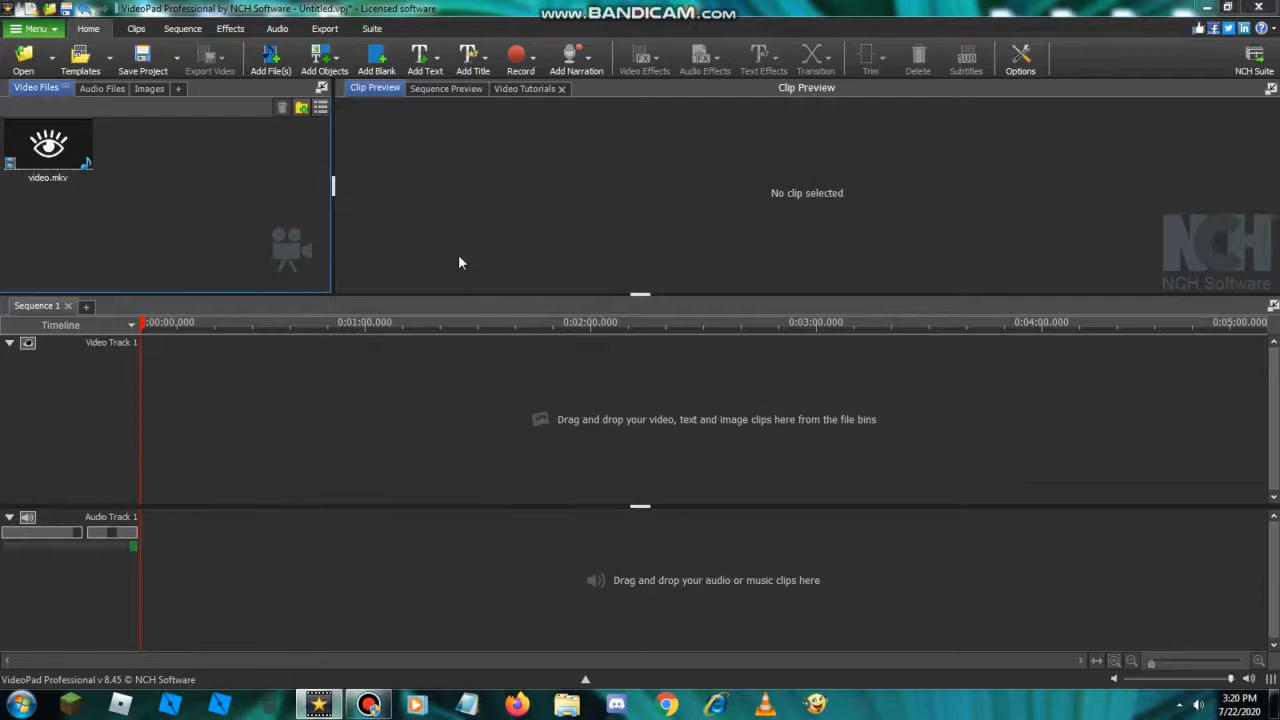 VideoPad Professional by NCH Software - Untitled.vpj* - Licensed software
www.BANDICAM.com
Menu Home Clips Sequence Effects Audio Export Suite
Open Templates Save Project Export Video Add File(s) Add Objects Add Blank Add Text Add Title Record Add Narration Video Effects Audio Effects Text Effects Transition Trim Delete Subtitles Options NCH Suite
Video Files (1) Audio Files Images + Clip Preview Sequence Preview Video Tutorials Clip Preview
video.mkv
No clip selected
NCH
NCH Software
Sequence 1
Timeline :00:00.000 0:01:00.000 0:02:00.000 0:03:00.000 0:04:00.000 0:05:00.000
Video Track 1
Drag and drop your video, text and image clips here from the file bins
Audio Track 1
Drag and drop your audio or music clips here
VideoPad Professional v 8.45 © NCH Software
3:20 PM
7/22/2020